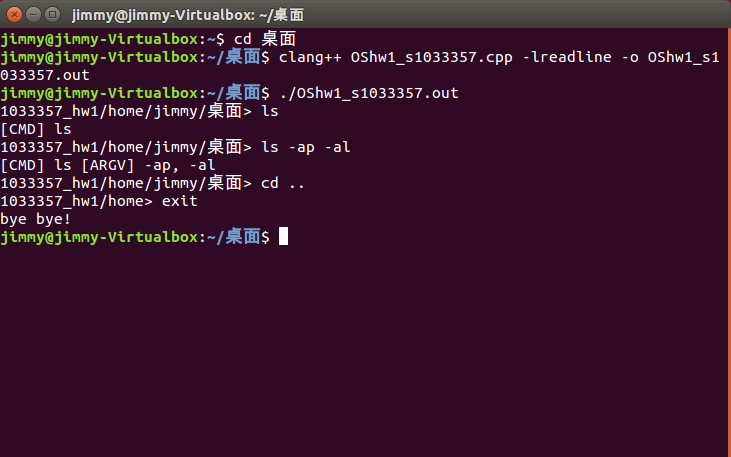 jimmy@jimmy-Virtualbox: ~/桌面
jimmy@jimmy-Virtualbox:~$ cd 桌面
jimmy@jimmy-Virtualbox:~/桌面$ clang++ OShw1_s1033357.cpp -lreadline -o OShw1_s1
033357.out
jimmy@jimmy-Virtualbox:~/桌面$ ./OShw1_s1033357.out
1033357_hw1/home/jimmy/桌面> ls
[CMD] ls
1033357_hw1/home/jimmy/桌面> ls -ap -al
[CMD] ls [ARGV] -ap, -al
1033357_hw1/home/jimmy/桌面> cd ..
1033357_hw1/home> exit
bye bye!
jimmy@jimmy-Virtualbox:~/桌面$